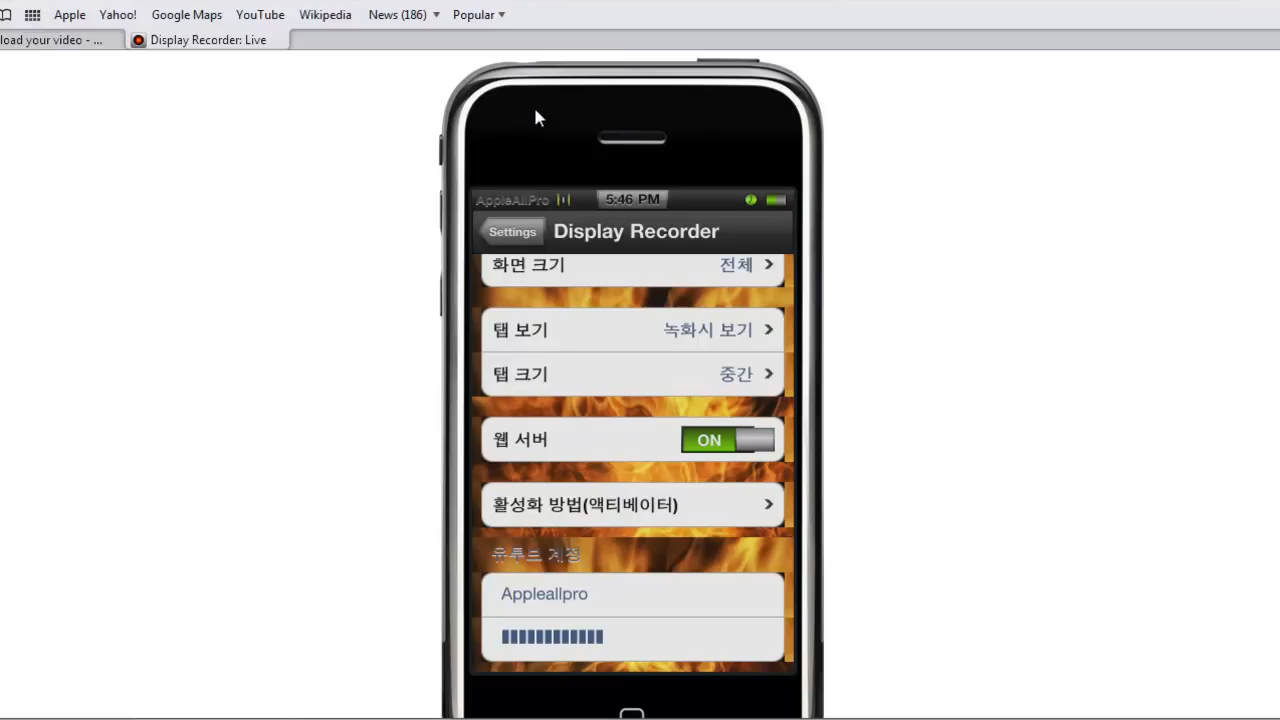 Apple Yahoo! Google Maps YouTube Wikipedia News (186) Popular
load your video - ... Display Recorder: Live
AppleAllPro 5:46 PM
Settings Display Recorder
화면 크기 전체
탭 보기 녹화시 보기
탭 크기 중간
웹 서버 ON
활성화 방법(액티베이터)
유투브 계정
Appleallpro